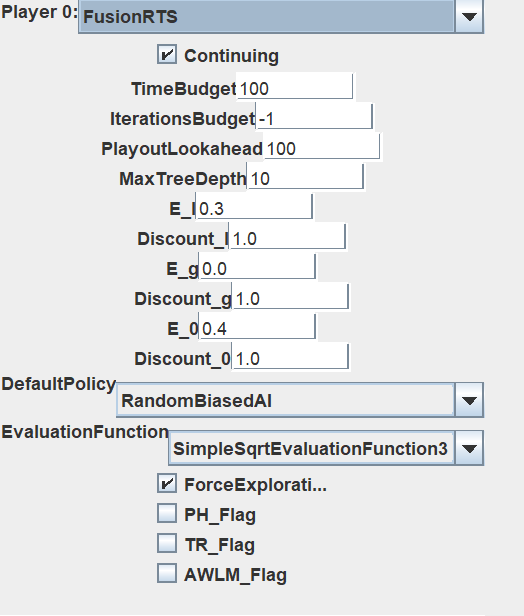 Player 0: FusionRTS
Continuing
TimeBudget 100
IterationsBudget -1
PlayoutLookahead 100
MaxTreeDepth 10
E_l 0.3
Discount_l 1.0
E_g 0.0
Discount_g 1.0
E_0 0.4
Discount_0 1.0
DefaultPolicy RandomBiasedAI
EvaluationFunction SimpleSqrtEvaluationFunction3
ForceExplorati...
PH_Flag
TR_Flag
AWLM_Flag